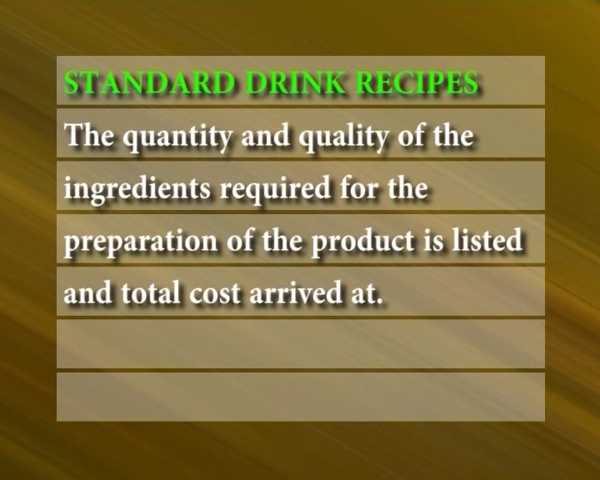 STANDARD DRINK RECIPES
The quantity and quality of the
ingredients required for the
preparation of the product is listed
and total cost arrived at.